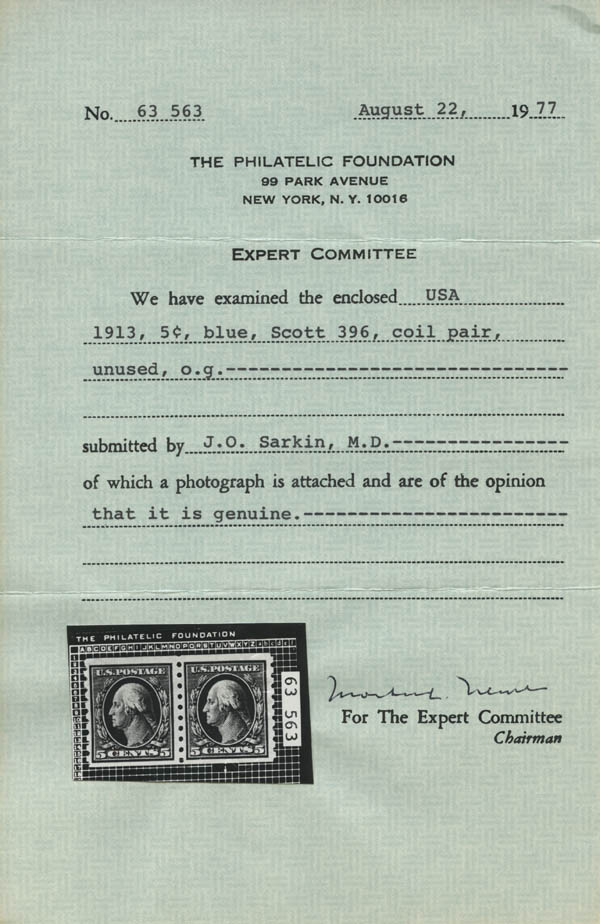 No. 63 563 August 22, 1977
THE PHILATELIC FOUNDATION
99 PARK AVENUE
NEW YORK, N. Y. 10016
EXPERT COMMITTEE
We have examined the enclosed USA
1913, 5¢, blue, Scott 396, coil pair,
unused, o.g.
submitted by J.O. Sarkin, M.D.
of which a photograph is attached and are of the opinion
that it is genuine.
THE PHILATELIC FOUNDATION
ABCDEFGHIJKLMNOPQRSTUVWXYZ
U.S. POSTAGE U.S. POSTAGE
5 CENTS 5 5 CENTS 5
63 563
For The Expert Committee
Chairman